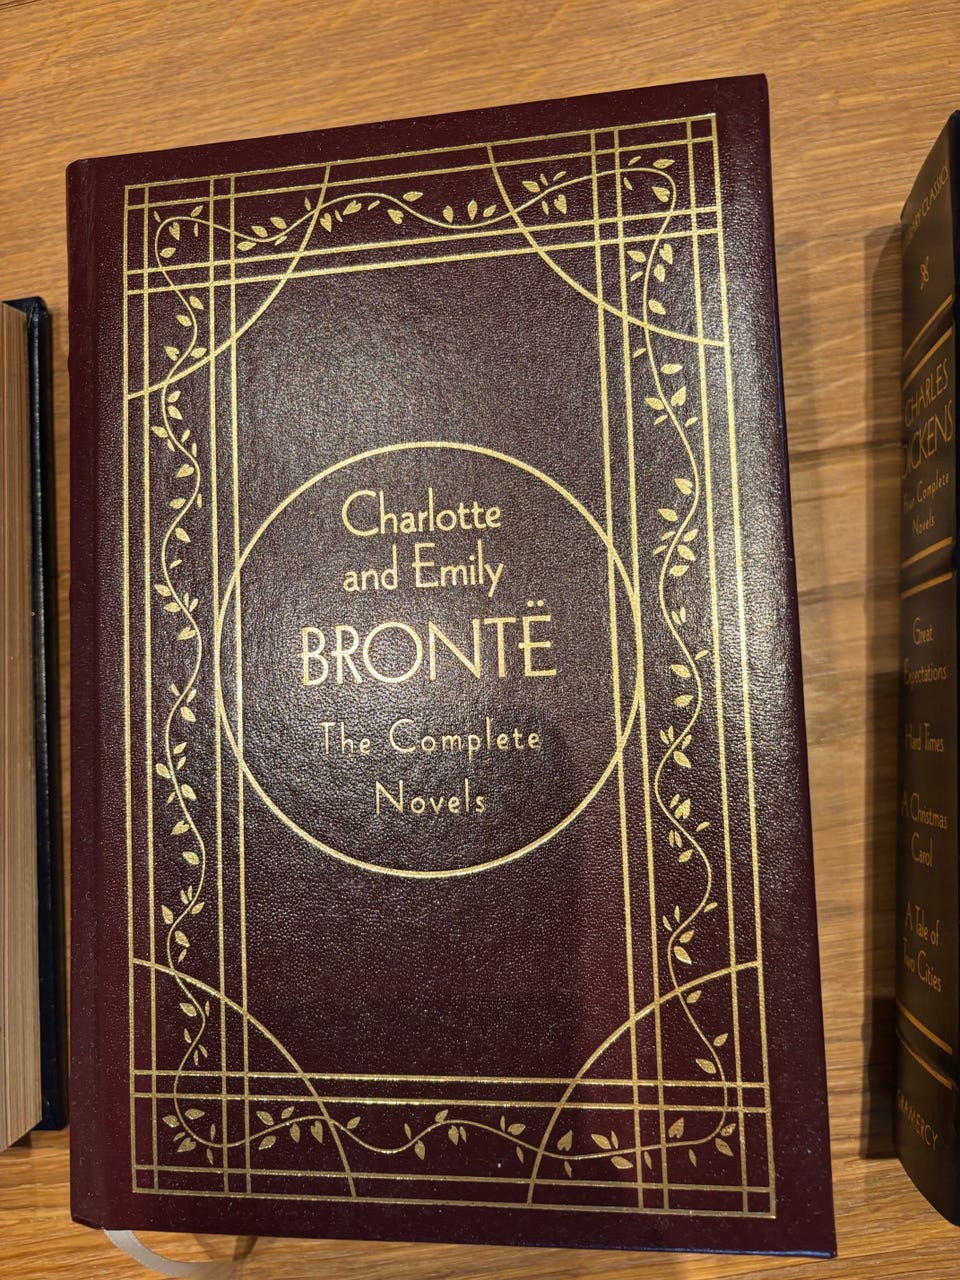 Charlotte
and Emily
BRONTË
The Complete
Novels
CHARLES
DICKENS
Four Complete
Novels
Great
Expectations
Hard Times
A Christmas
Carol
A Tale of
Two Cities
GRAMERCY